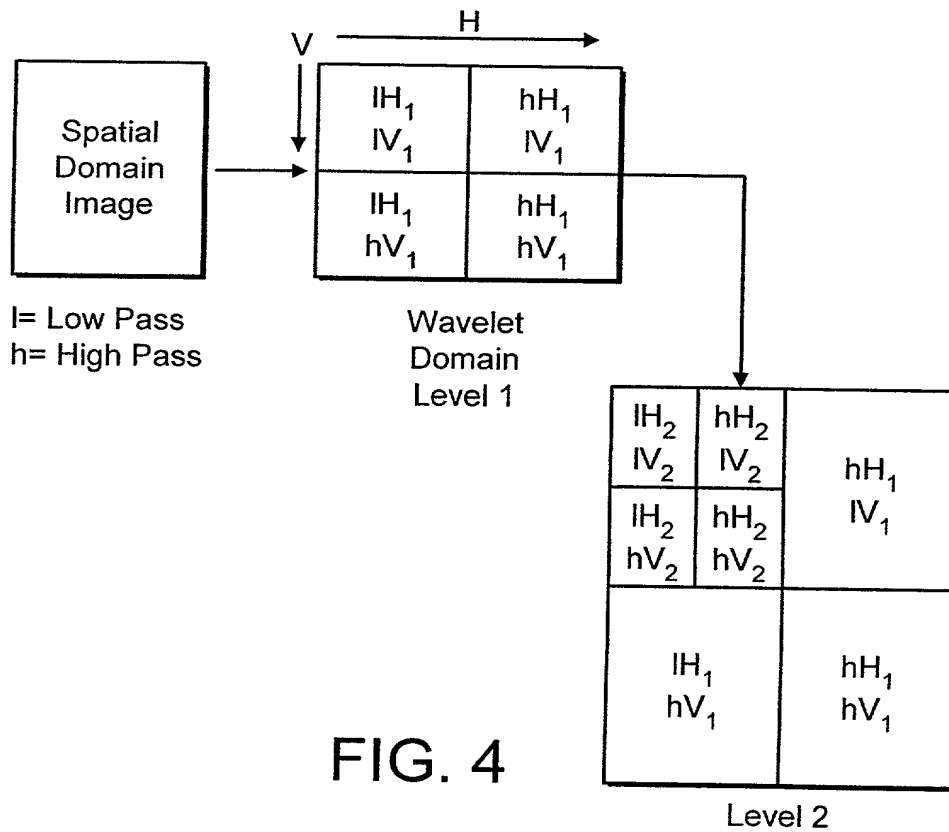 H
V
Spatial
Domain
Image
lH₁
lV₁
hH₁
lV₁
lH₁
hV₁
hH₁
hV₁
l= Low Pass
h= High Pass
Wavelet
Domain
Level 1
lH₂
lV₂
hH₂
lV₂
lH₂
hV₂
hH₂
hV₂
hH₁
lV₁
lH₁
hV₁
hH₁
hV₁
FIG. 4
Level 2